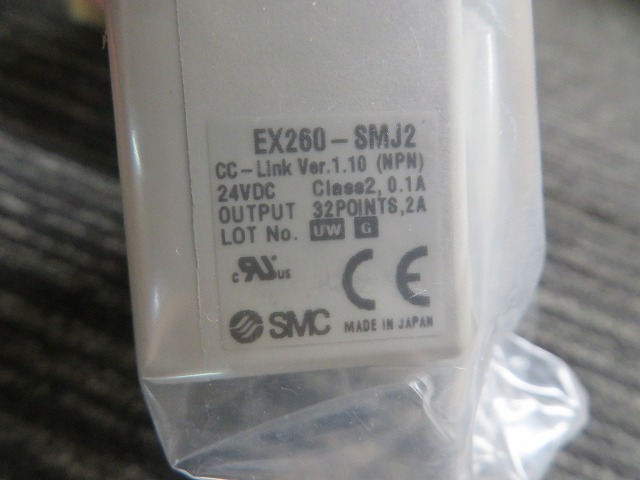 EX260-SMJ2
CC-Link Ver.1.10 (NPN)
24VDC Class2, 0.1A
OUTPUT 32POINTS,2A
LOT No. UW G
c RU us CE
SMC MADE IN JAPAN